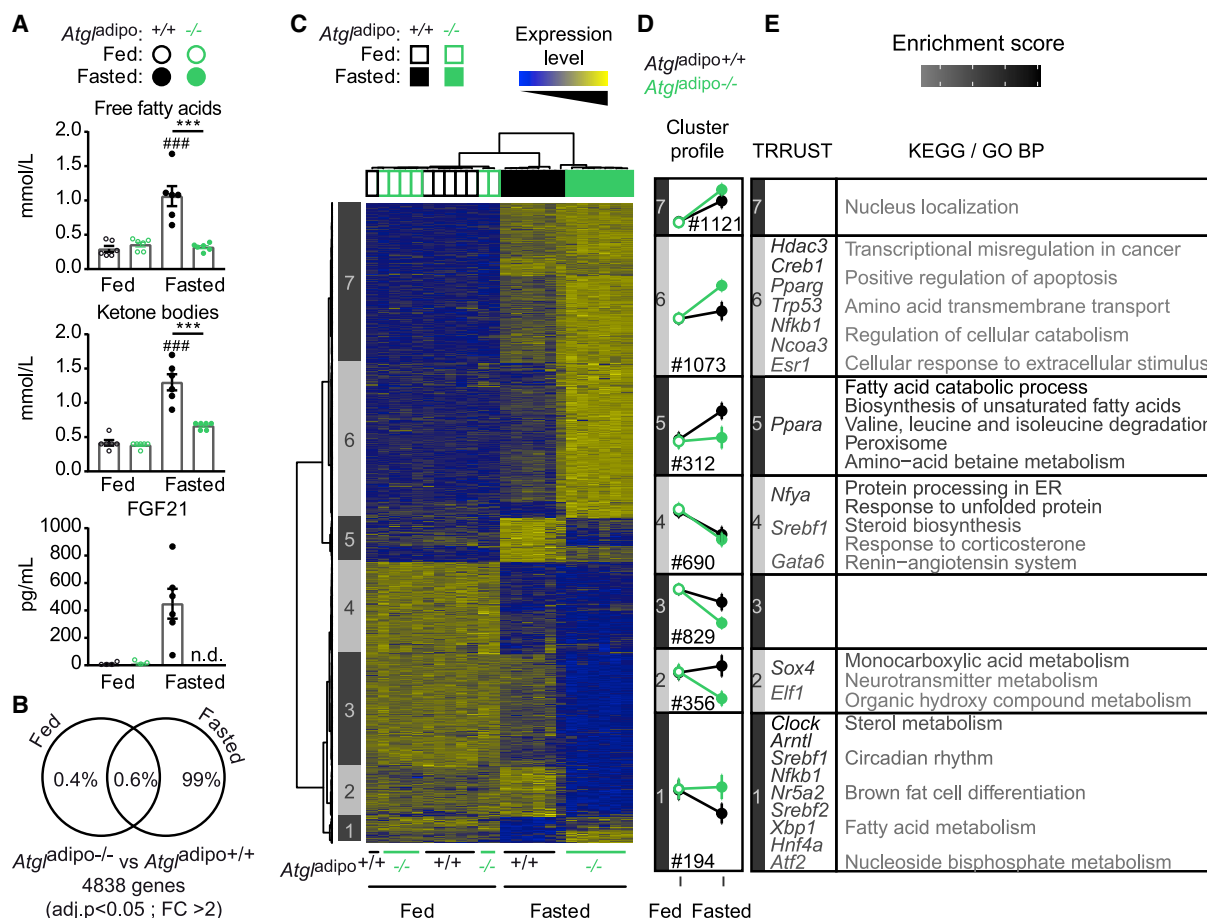 A
Atgl^adipo: +/+ -/-
Fed:
Fasted:
Free fatty acids
***
###
mmol/L
2.0
1.5
1.0
0.5
0.0
Fed Fasted
Ketone bodies
***
###
mmol/L
2.0
1.5
1.0
0.5
0.0
Fed Fasted
FGF21
pg/mL
1000
800
600
400
200
0
n.d.
Fed Fasted
B
Fed
Fasted
0.4% 0.6% 99%
Atgl^adipo-/- vs Atgl^adipo+/+
4838 genes
(adj.p<0.05 ; FC >2)
C
Atgl^adipo: +/+ -/-
Fed:
Fasted:
Expression
level
7
6
5
4
3
2
1
Atgl^adipo +/+ -/- +/+ -/- +/+ -/-
Fed Fasted
D
Atgl^adipo+/+
Atgl^adipo-/-
Cluster
profile
7
#1121
6
#1073
5
#312
4
#690
3
#829
2
#356
1
#194
Fed Fasted
E
Enrichment score
TRRUST KEGG / GO BP
7
Nucleus localization
6
Hdac3
Creb1
Pparg
Trp53
Nfkb1
Ncoa3
Esr1
Transcriptional misregulation in cancer
Positive regulation of apoptosis
Amino acid transmembrane transport
Regulation of cellular catabolism
Cellular response to extracellular stimulus
5
Ppara
Fatty acid catabolic process
Biosynthesis of unsaturated fatty acids
Valine, leucine and isoleucine degradation
Peroxisome
Amino−acid betaine metabolism
4
Nfya
Srebf1
Gata6
Protein processing in ER
Response to unfolded protein
Steroid biosynthesis
Response to corticosterone
Renin−angiotensin system
3
2
Sox4
Elf1
Monocarboxylic acid metabolism
Neurotransmitter metabolism
Organic hydroxy compound metabolism
1
Clock
Arntl
Srebf1
Nfkb1
Nr5a2
Srebf2
Xbp1
Hnf4a
Atf2
Sterol metabolism
Circadian rhythm
Brown fat cell differentiation
Fatty acid metabolism
Nucleoside bisphosphate metabolism